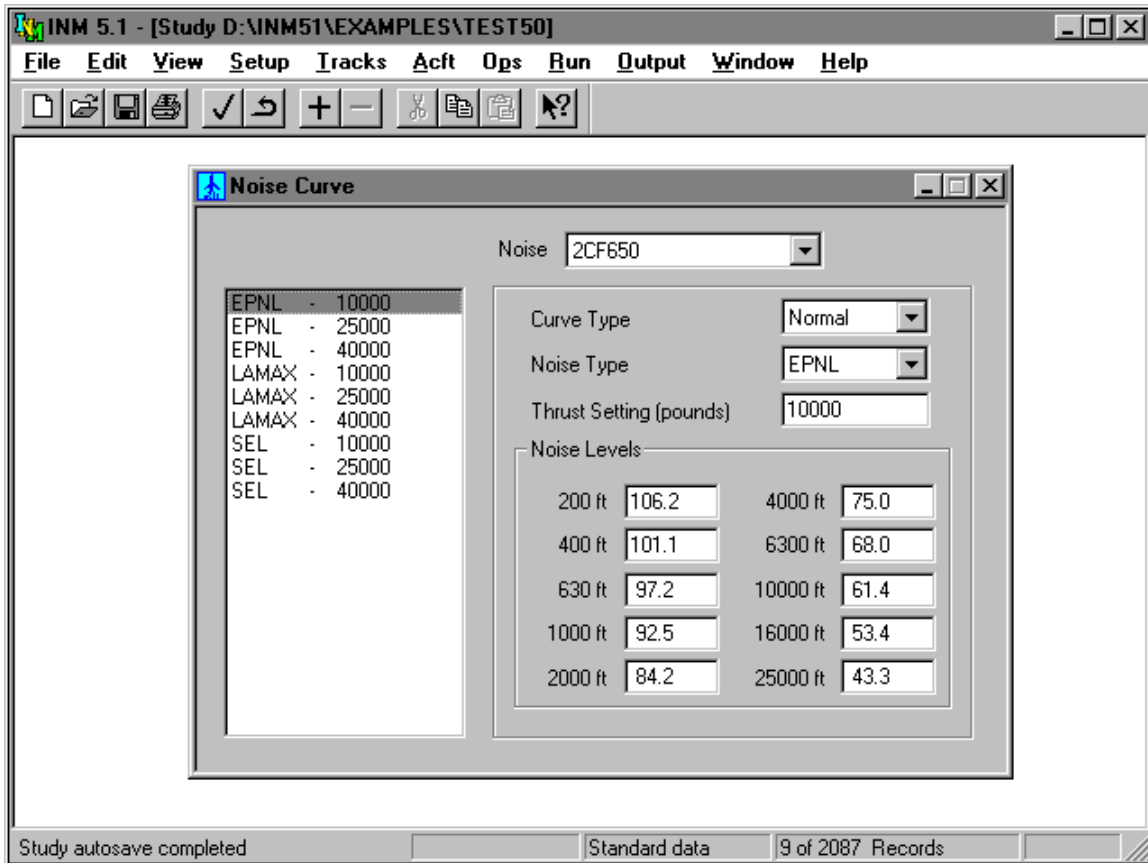 INM 5.1 - [Study D:\INM51\EXAMPLES\TEST50]
File Edit View Setup Tracks Acft Ops Run Output Window Help
Noise Curve
Noise 2CF650
EPNL - 10000
EPNL - 25000
EPNL - 40000
LAMAX - 10000
LAMAX - 25000
LAMAX - 40000
SEL - 10000
SEL - 25000
SEL - 40000
Curve Type Normal
Noise Type EPNL
Thrust Setting (pounds) 10000
Noise Levels
200 ft 106.2 4000 ft 75.0
400 ft 101.1 6300 ft 68.0
630 ft 97.2 10000 ft 61.4
1000 ft 92.5 16000 ft 53.4
2000 ft 84.2 25000 ft 43.3
Study autosave completed Standard data 9 of 2087 Records